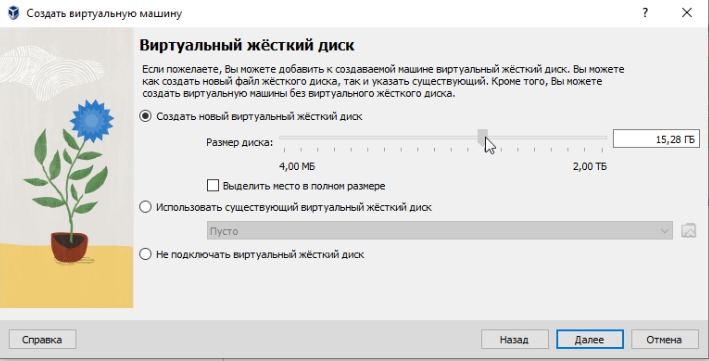 Создать виртуальную машину
Виртуальный жёсткий диск
Если пожелаете, Вы можете добавить к создаваемой машине виртуальный жёсткий диск. Вы можете
как создать новый файл жёсткого диска, так и указать существующий. Кроме того, Вы можете
создать виртуальную машины без виртуального жёсткого диска.
Создать новый виртуальный жёсткий диск
Размер диска:
15,28 ГБ
4,00 МБ 2,00 ТБ
Выделить место в полном размере
Использовать существующий виртуальный жёсткий диск
Пусто
Не подключать виртуальный жёсткий диск
Справка Назад Далее Отмена